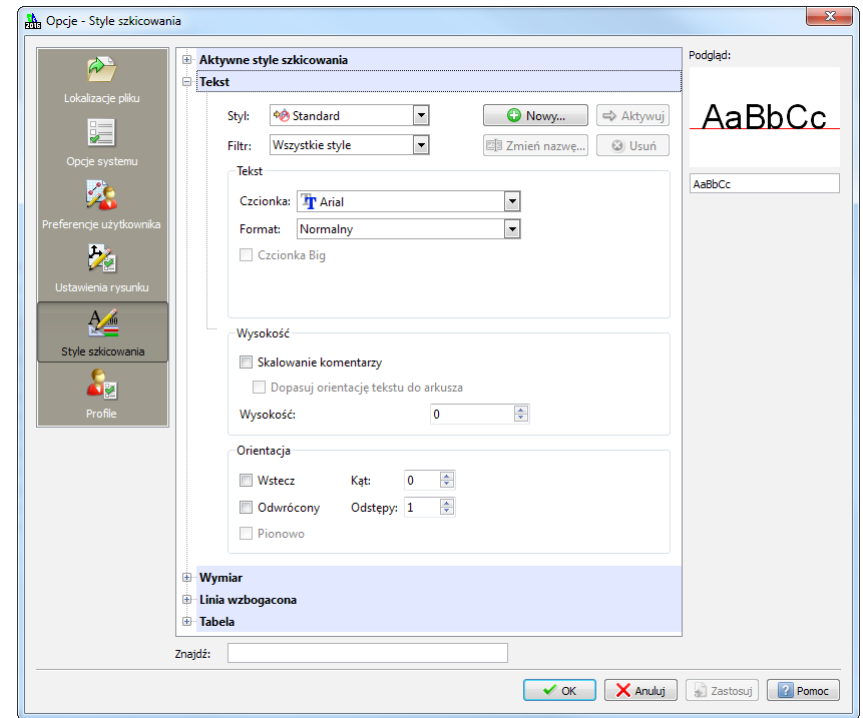 2016 Opcje - Style szkicowania
Lokalizacje pliku
Opcje systemu
Preferencje użytkownika
Ustawienia rysunku
A
Style szkicowania
Profile
Aktywne style szkicowania
Tekst
Styl: Standard Nowy... Aktywuj
Filtr: Wszystkie style Zmień nazwę... Usuń
Tekst
Czcionka: Arial
Format: Normalny
Czcionka Big
Wysokość
Skalowanie komentarzy
Dopasuj orientację tekstu do arkusza
Wysokość: 0
Orientacja
Wstecz Kąt: 0
Odwrócony Odstępy: 1
Pionowo
Wymiar
Linia wzbogacona
Tabela
Znajdź:
Podgląd:
AaBbCc
AaBbCc
OK Anuluj Zastosuj Pomoc